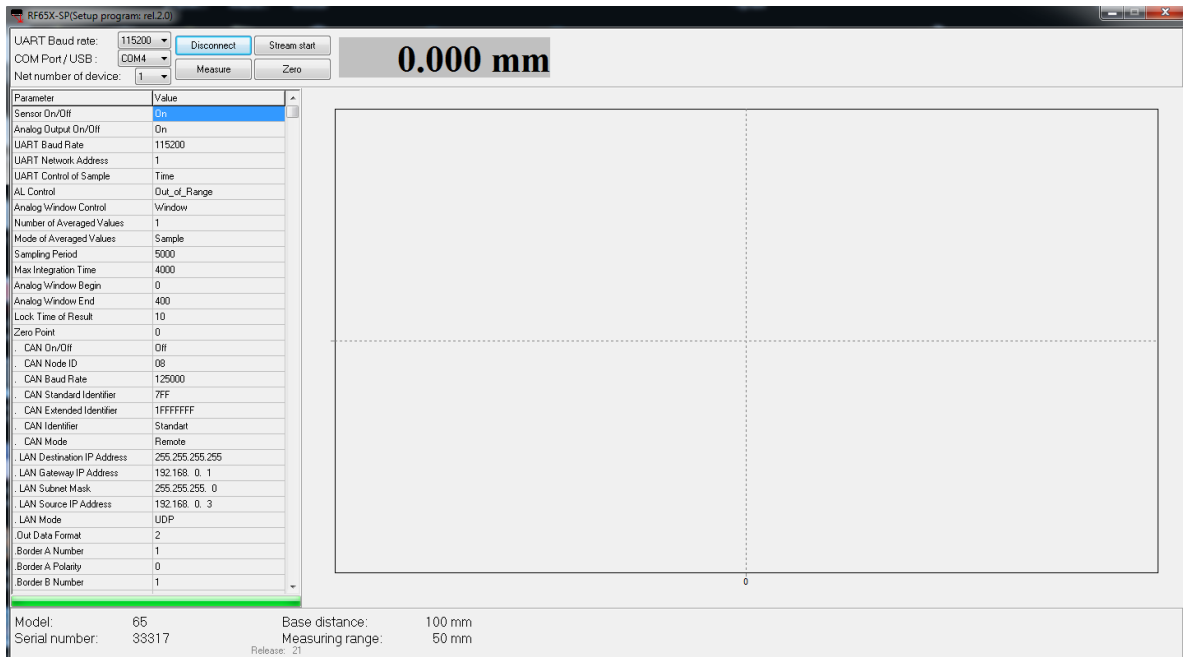 RF65X-SP(Setup program: rel.2.0)
UART Baud rate: 115200 Disconnect Stream start
COM Port / USB : COM4
Net number of device: 1 Measure Zero
0.000 mm
Parameter Value
Sensor On/Off On
Analog Output On/Off On
UART Baud Rate 115200
UART Network Address 1
UART Control of Sample Time
AL Control Out_of_Range
Analog Window Control Window
Number of Averaged Values 1
Mode of Averaged Values Sample
Sampling Period 5000
Max Integration Time 4000
Analog Window Begin 0
Analog Window End 400
Lock Time of Result 10
Zero Point 0
. CAN On/Off Off
. CAN Node ID 08
. CAN Baud Rate 125000
. CAN Standard Identifier 7FF
. CAN Extended Identifier 1FFFFFFF
. CAN Identifier Standart
. CAN Mode Remote
. LAN Destination IP Address 255.255.255.255
. LAN Gateway IP Address 192.168. 0. 1
. LAN Subnet Mask 255.255.255. 0
. LAN Source IP Address 192.168. 0. 3
. LAN Mode UDP
.Out Data Format 2
.Border A Number 1
.Border A Polarity 0
.Border B Number 1
0
Model: 65 Base distance: 100 mm
Serial number: 33317 Measuring range: 50 mm
Release: 21